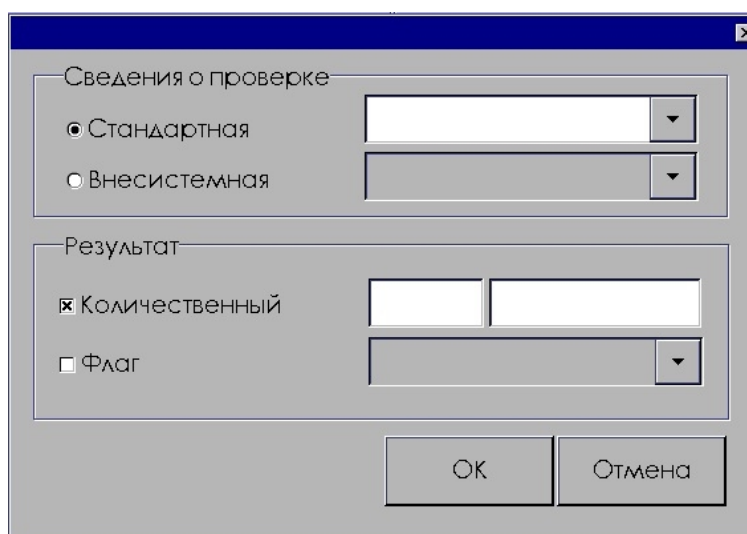 Сведения о проверке
Стандартная
Внесистемная
Результат
Количественный
Флаг
ОК
Отмена